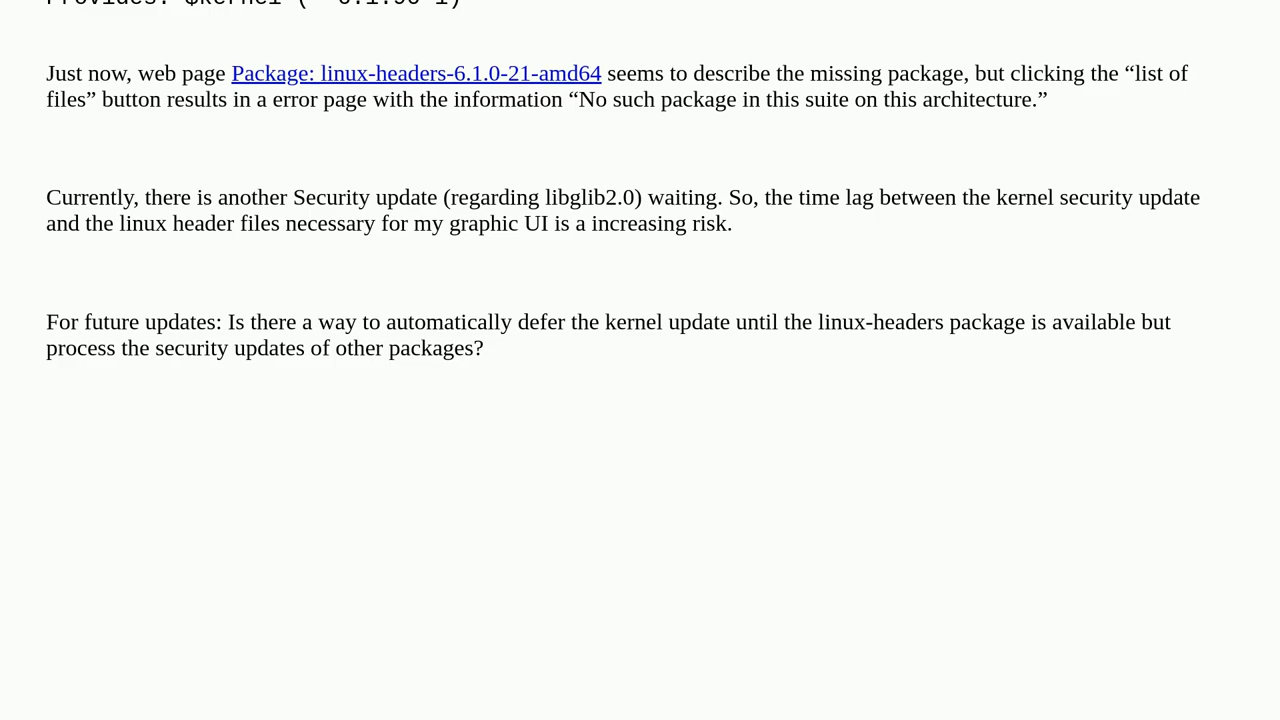 Just now, web page Package: linux-headers-6.1.0-21-amd64 seems to describe the missing package, but clicking the “list of
files” button results in a error page with the information “No such package in this suite on this architecture.”
Currently, there is another Security update (regarding libglib2.0) waiting. So, the time lag between the kernel security update
and the linux header files necessary for my graphic UI is a increasing risk.
For future updates: Is there a way to automatically defer the kernel update until the linux-headers package is available but
process the security updates of other packages?